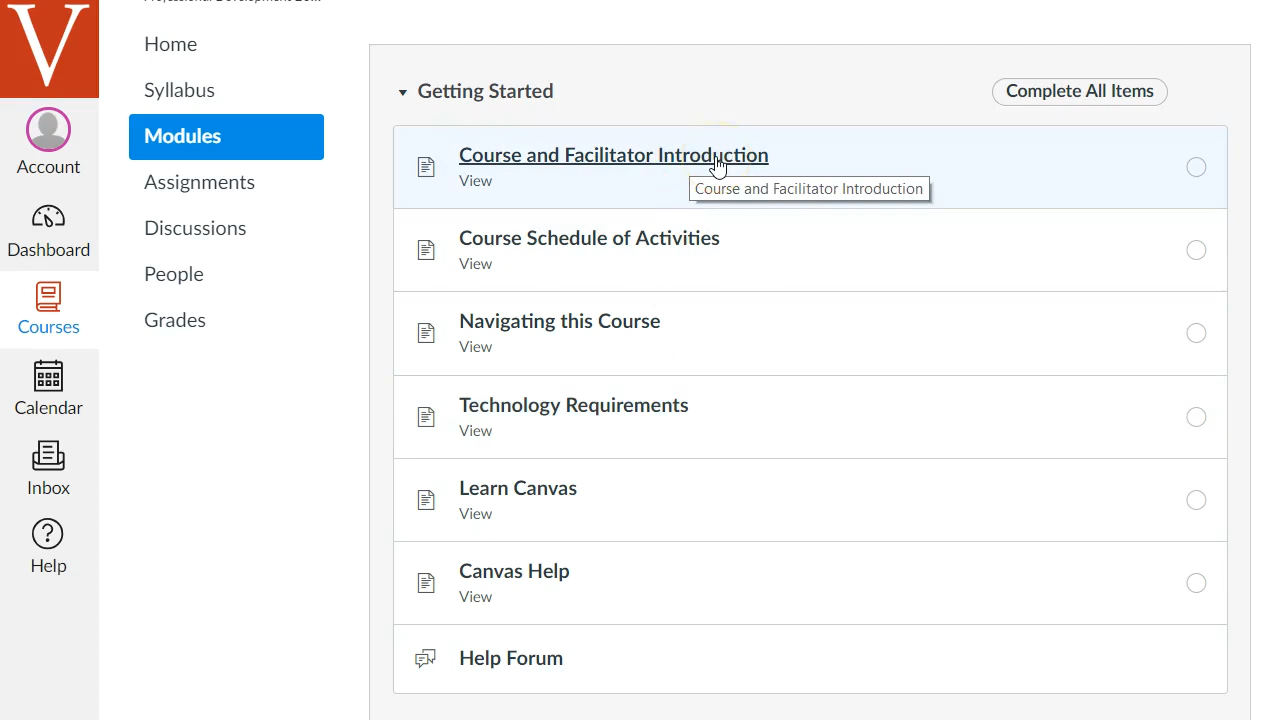 V
Account
Dashboard
Courses
Calendar
Inbox
Help
Home
Syllabus
Modules
Assignments
Discussions
People
Grades
Getting Started
Complete All Items
Course and Facilitator Introduction
View
Course and Facilitator Introduction
Course Schedule of Activities
View
Navigating this Course
View
Technology Requirements
View
Learn Canvas
View
Canvas Help
View
Help Forum